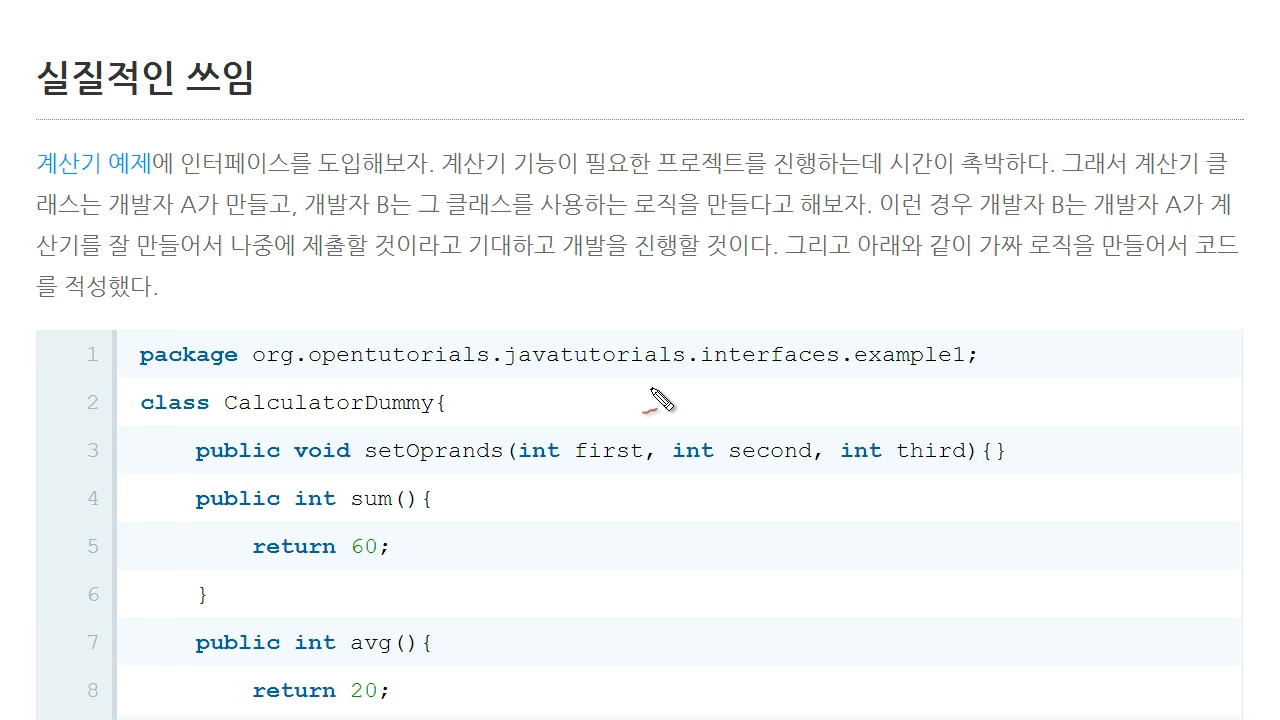 실질적인 쓰임
계산기 예제에 인터페이스를 도입해보자. 계산기 기능이 필요한 프로젝트를 진행하는데 시간이 촉박하다. 그래서 계산기 클
래스는 개발자 A가 만들고, 개발자 B는 그 클래스를 사용하는 로직을 만들다고 해보자. 이런 경우 개발자 B는 개발자 A가 계
산기를 잘 만들어서 나중에 제출할 것이라고 기대하고 개발을 진행할 것이다. 그리고 아래와 같이 가짜 로직을 만들어서 코드
를 적성했다.
1 package org.opentutorials.javatutorials.interfaces.example1;
2 class CalculatorDummy{
3 public void setOprands(int first, int second, int third){}
4 public int sum(){
5 return 60;
6 }
7 public int avg(){
8 return 20;